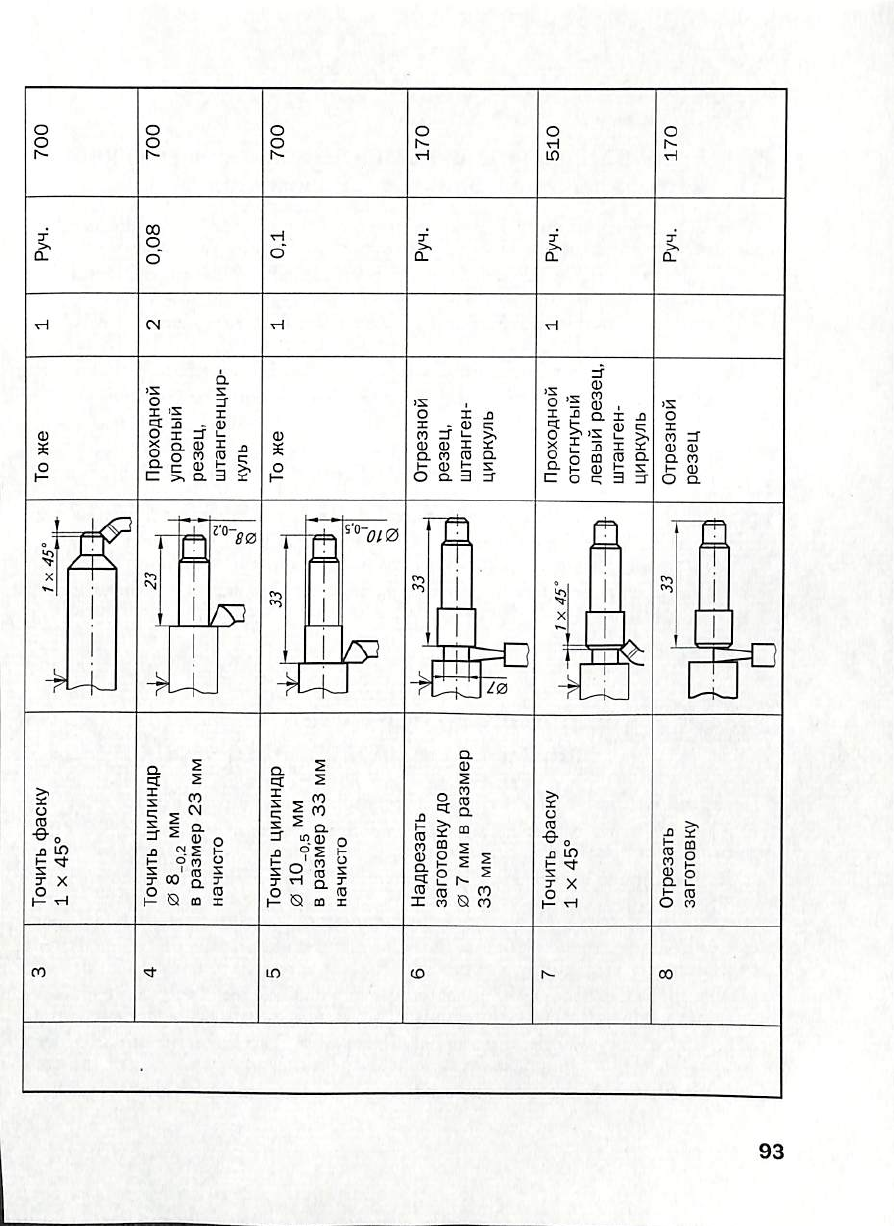 3
Точить фаску
1 × 45°
1 × 45°
То же
1
Руч.
700
4
Точить цилиндр
Ø 8₋₀,₂ мм
в размер 23 мм
начисто
23
Ø8₋₀,₂
Проходной
упорный
резец,
штангенцир-
куль
2
0,08
700
5
Точить цилиндр
Ø 10₋₀,₅ мм
в размер 33 мм
начисто
33
Ø10₋₀,₅
То же
1
0,1
700
6
Надрезать
заготовку до
Ø 7 мм в размер
33 мм
33
Ø7
Отрезной
резец,
штанген-
циркуль
Руч.
170
7
Точить фаску
1 × 45°
1 × 45°
Проходной
отогнутый
левый резец,
штанген-
циркуль
1
Руч.
510
8
Отрезать
заготовку
33
Отрезной
резец
Руч.
170
93